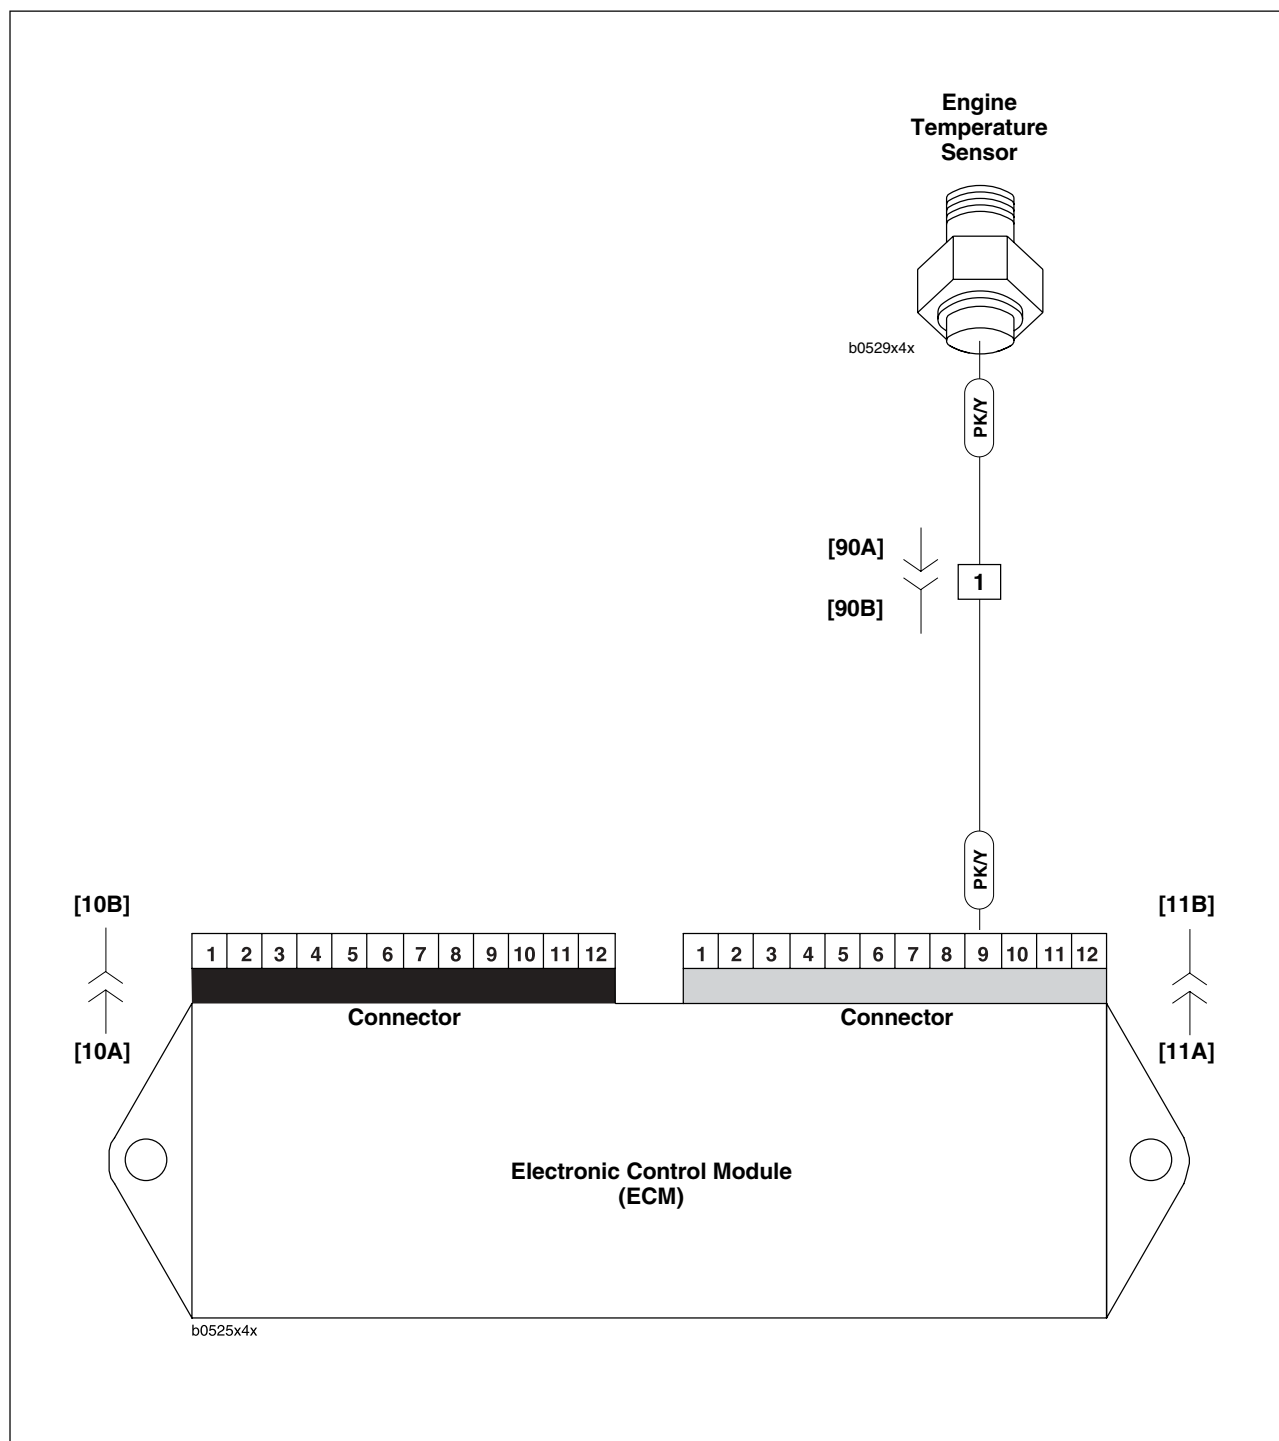 Engine
Temperature
Sensor
b0529x4x
PK/Y
[90A]
1
[90B]
PK/Y
[10B]
[11B]
1 2 3 4 5 6 7 8 9 10 11 12
1 2 3 4 5 6 7 8 9 10 11 12
Connector
Connector
[10A]
[11A]
Electronic Control Module
(ECM)
b0525x4x